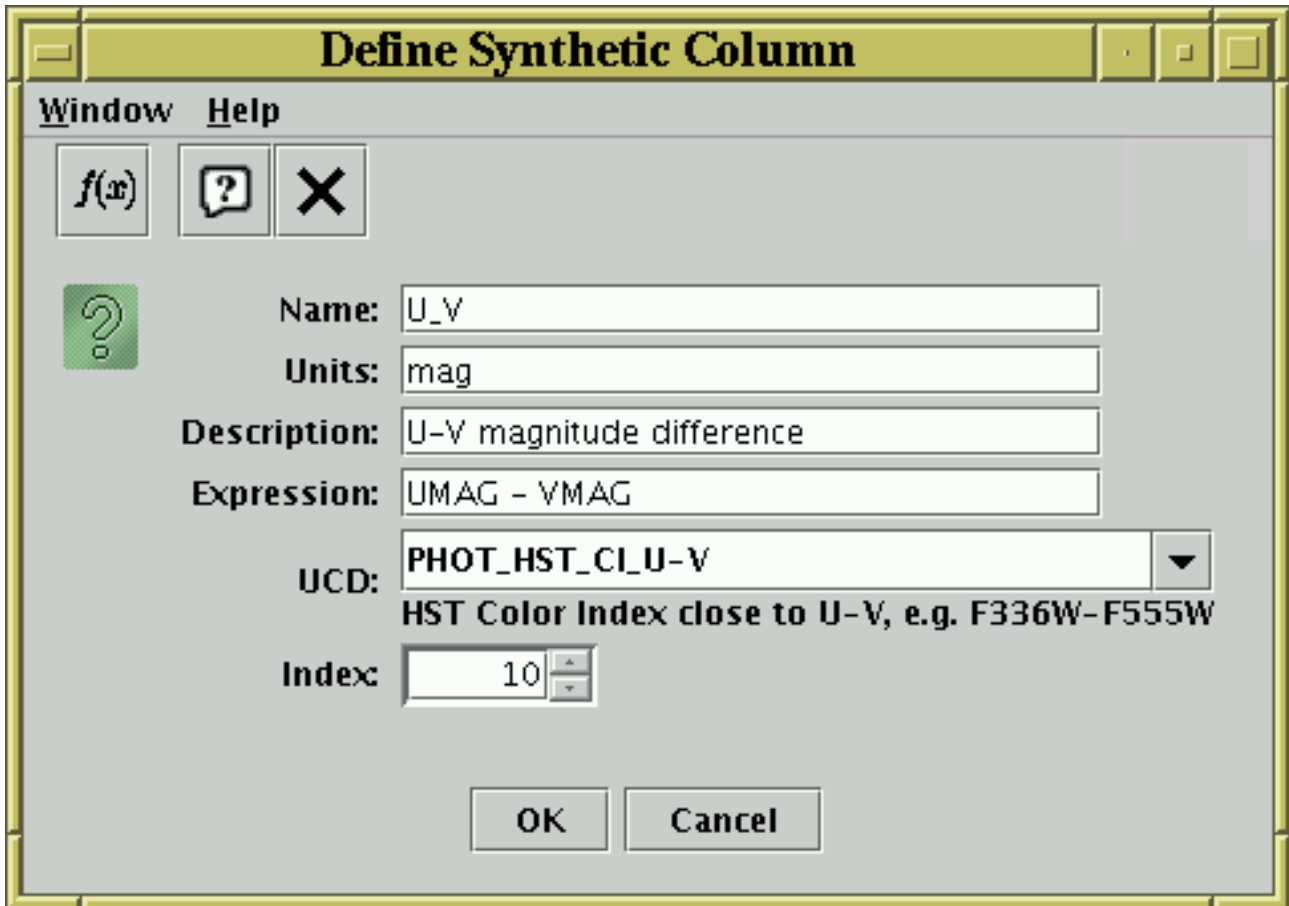 Define Synthetic Column
Window Help
f(x) ?
Name: U_V
Units: mag
Description: U-V magnitude difference
Expression: UMAG - VMAG
UCD: PHOT_HST_CI_U-V
HST Color Index close to U-V, e.g. F336W-F555W
Index: 10
OK Cancel